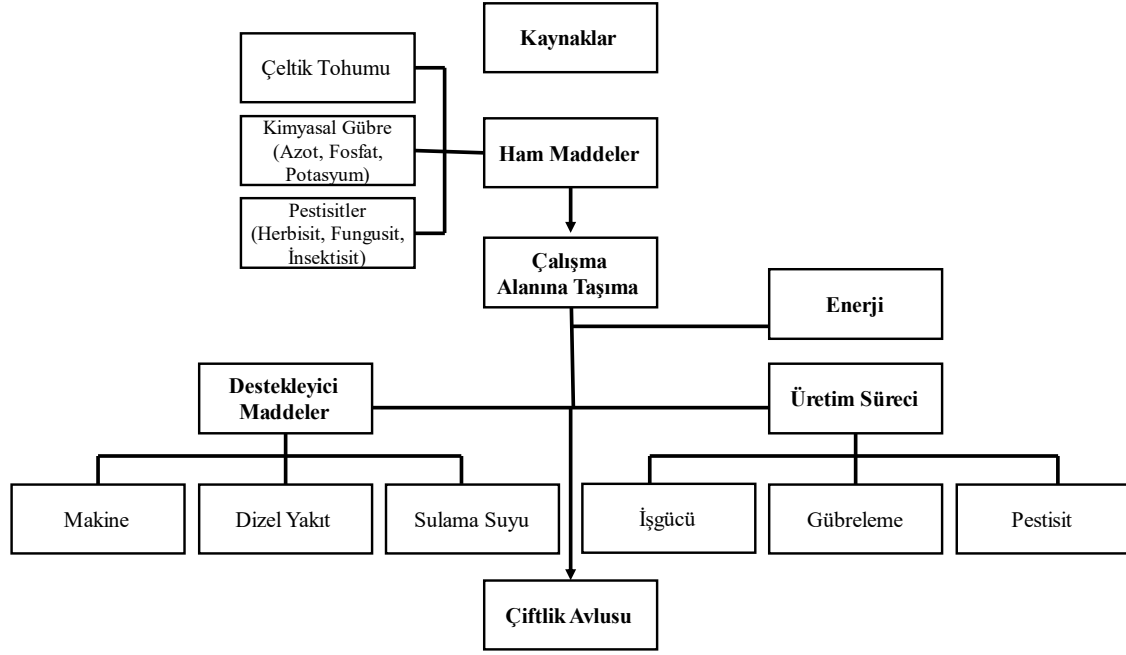 Kaynaklar
Çeltik Tohumu
Kimyasal Gübre
(Azot, Fosfat,
Potasyum)
Ham Maddeler
Pestisitler
(Herbisit, Fungusit,
İnsektisit)
Çalışma
Alanına Taşıma
Enerji
Destekleyici
Maddeler
Üretim Süreci
Makine
Dizel Yakıt
Sulama Suyu
İşgücü
Gübreleme
Pestisit
Çiftlik Avlusu